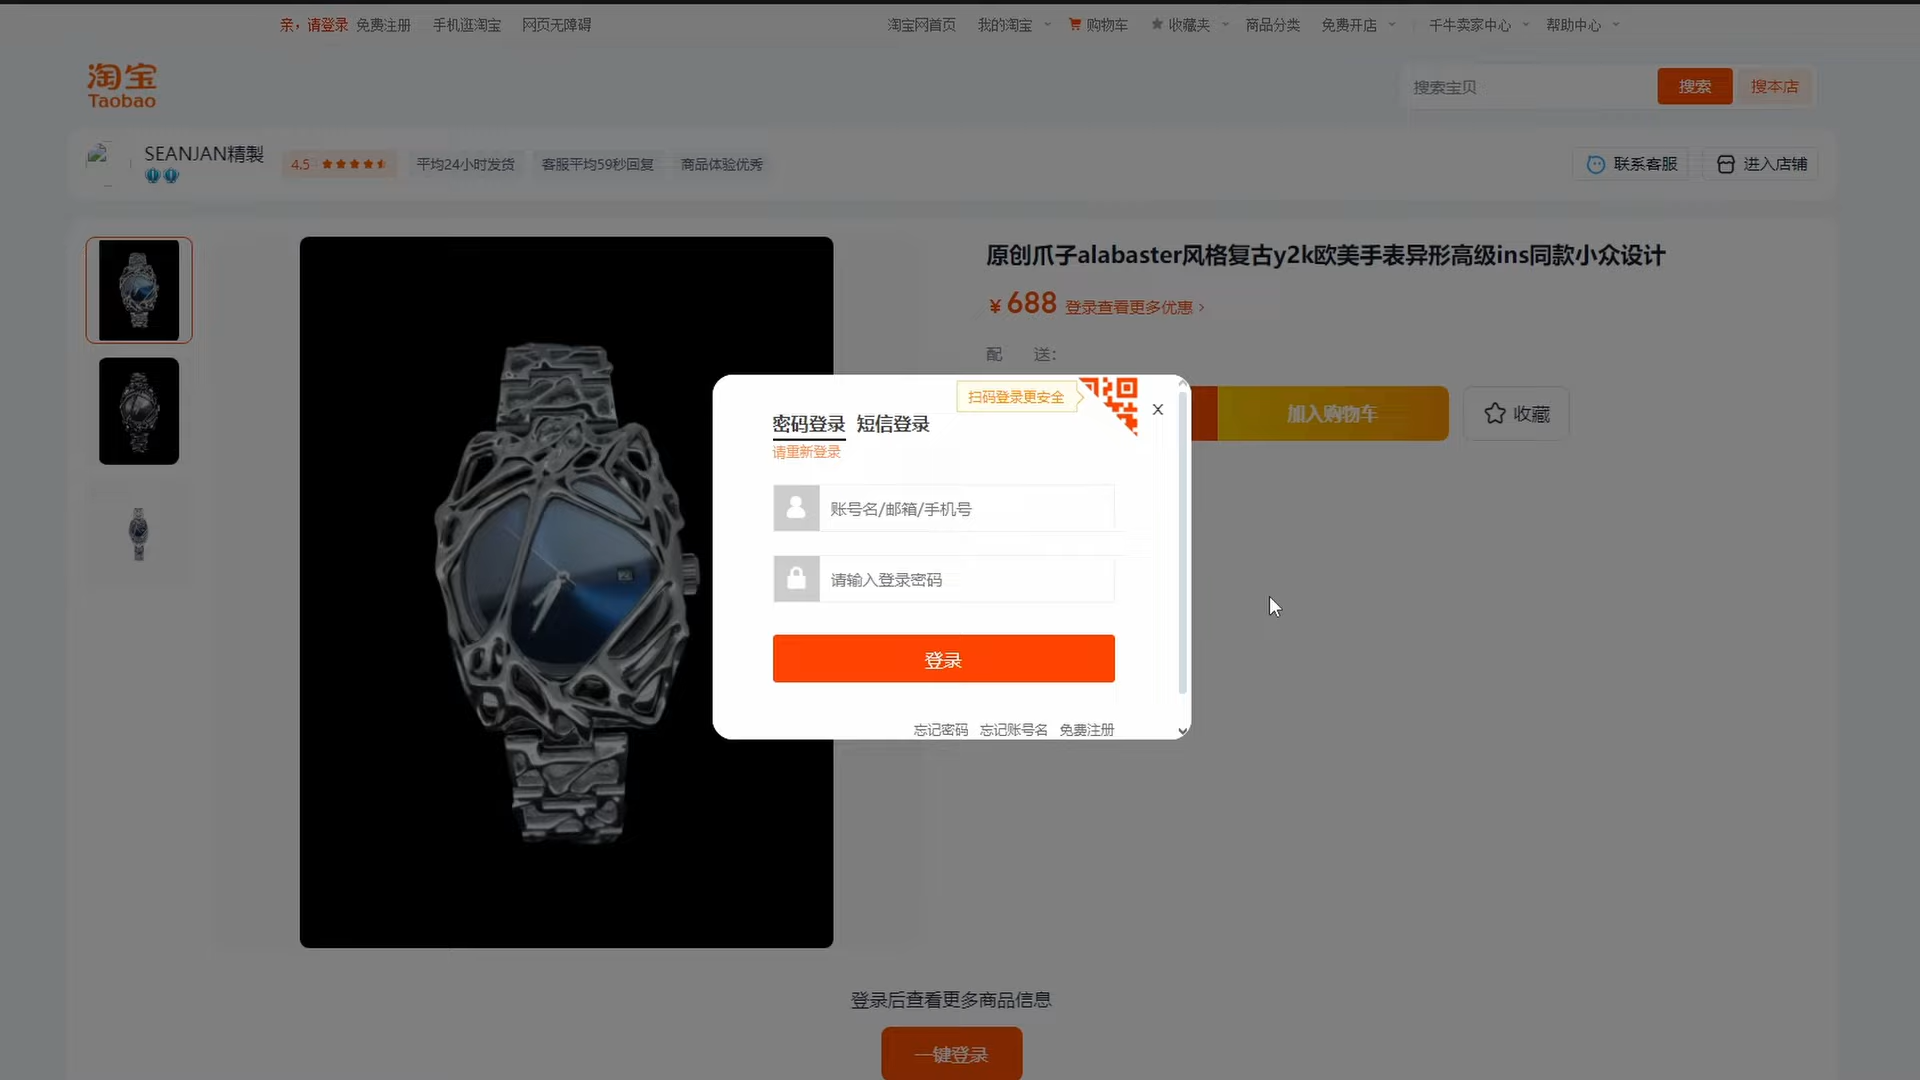 亲，请登录 免费注册 手机逛淘宝 网页无障碍 淘宝网首页 我的淘宝 购物车 收藏夹 商品分类 免费开店 千牛卖家中心 帮助中心
淘宝
Taobao
搜索宝贝 搜索 搜本店
SEANJAN精製
4.5 平均24小时发货 客服平均59秒回复 商品体验优秀 联系客服 进入店铺
原创爪子alabaster风格复古y2k欧美手表异形高级ins同款小众设计
¥ 688 登录查看更多优惠 >
配 送:
加入购物车 收藏
扫码登录更安全 X
密码登录 短信登录
请重新登录
账号名/邮箱/手机号
请输入登录密码
登录
忘记密码 忘记账号名 免费注册
登录后查看更多商品信息
一键登录